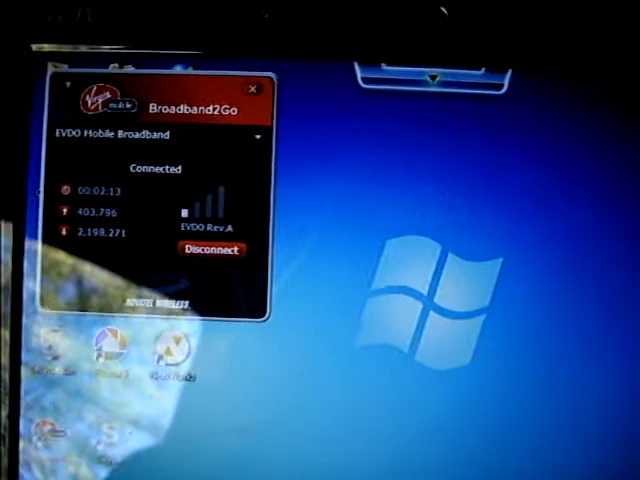 Virgin
mobile
Broadband2Go
EVDO Mobile Broadband
Connected
00:02:13
403,796
2,198,271
EVDO Rev.A
Disconnect
NOVATEL WIRELESS